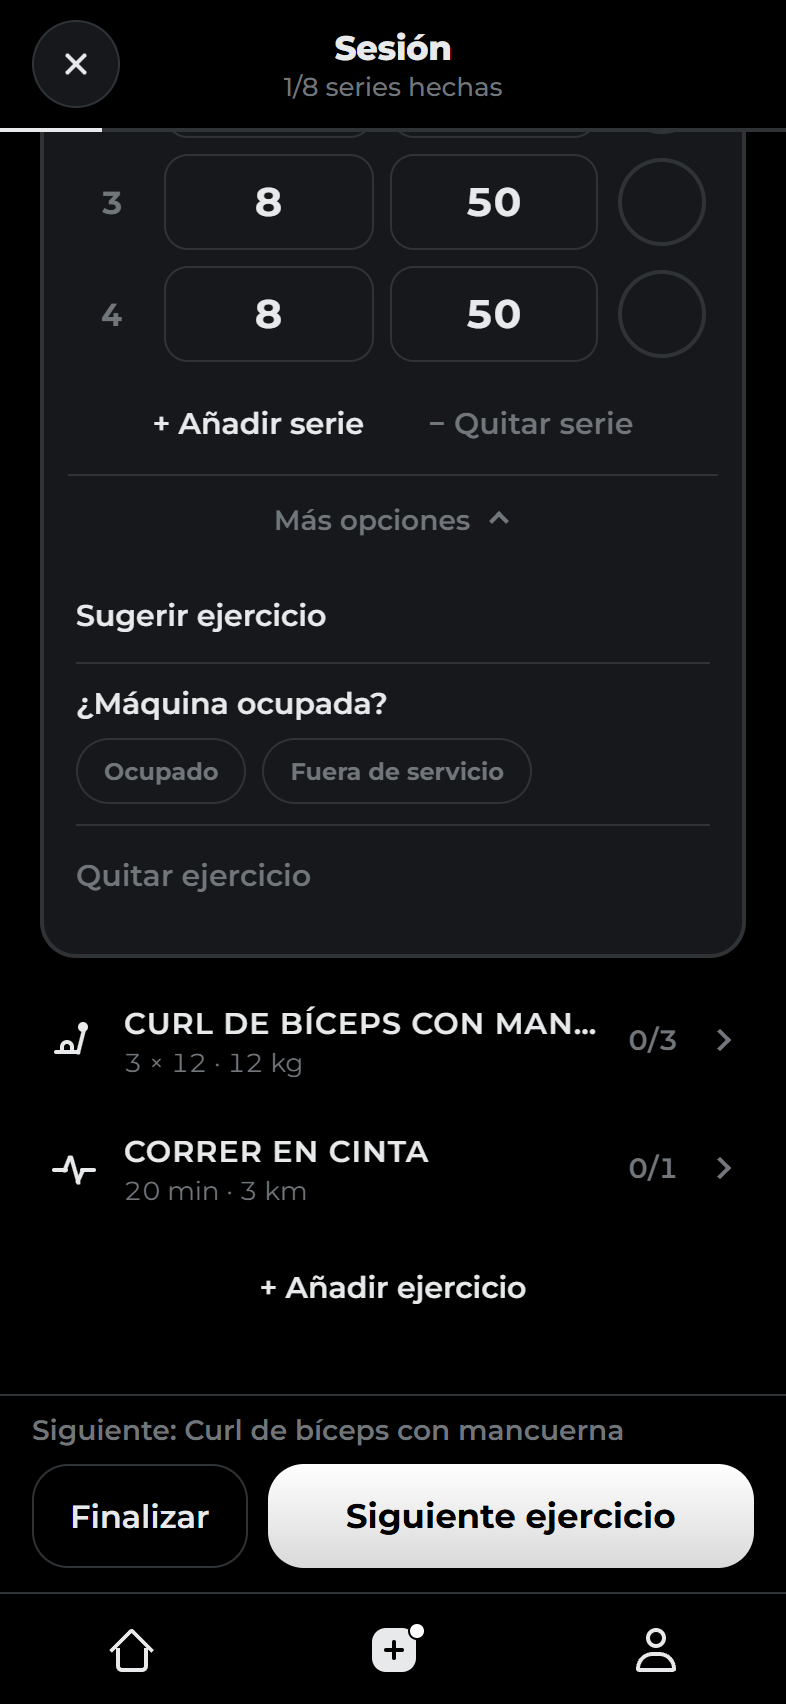 Sesión
1/8 series hechas
3 8 50
4 8 50
+ Añadir serie − Quitar serie
Más opciones
Sugerir ejercicio
¿Máquina ocupada?
Ocupado Fuera de servicio
Quitar ejercicio
CURL DE BÍCEPS CON MAN... 0/3
3 × 12 · 12 kg
CORRER EN CINTA 0/1
20 min · 3 km
+ Añadir ejercicio
Siguiente: Curl de bíceps con mancuerna
Finalizar Siguiente ejercicio